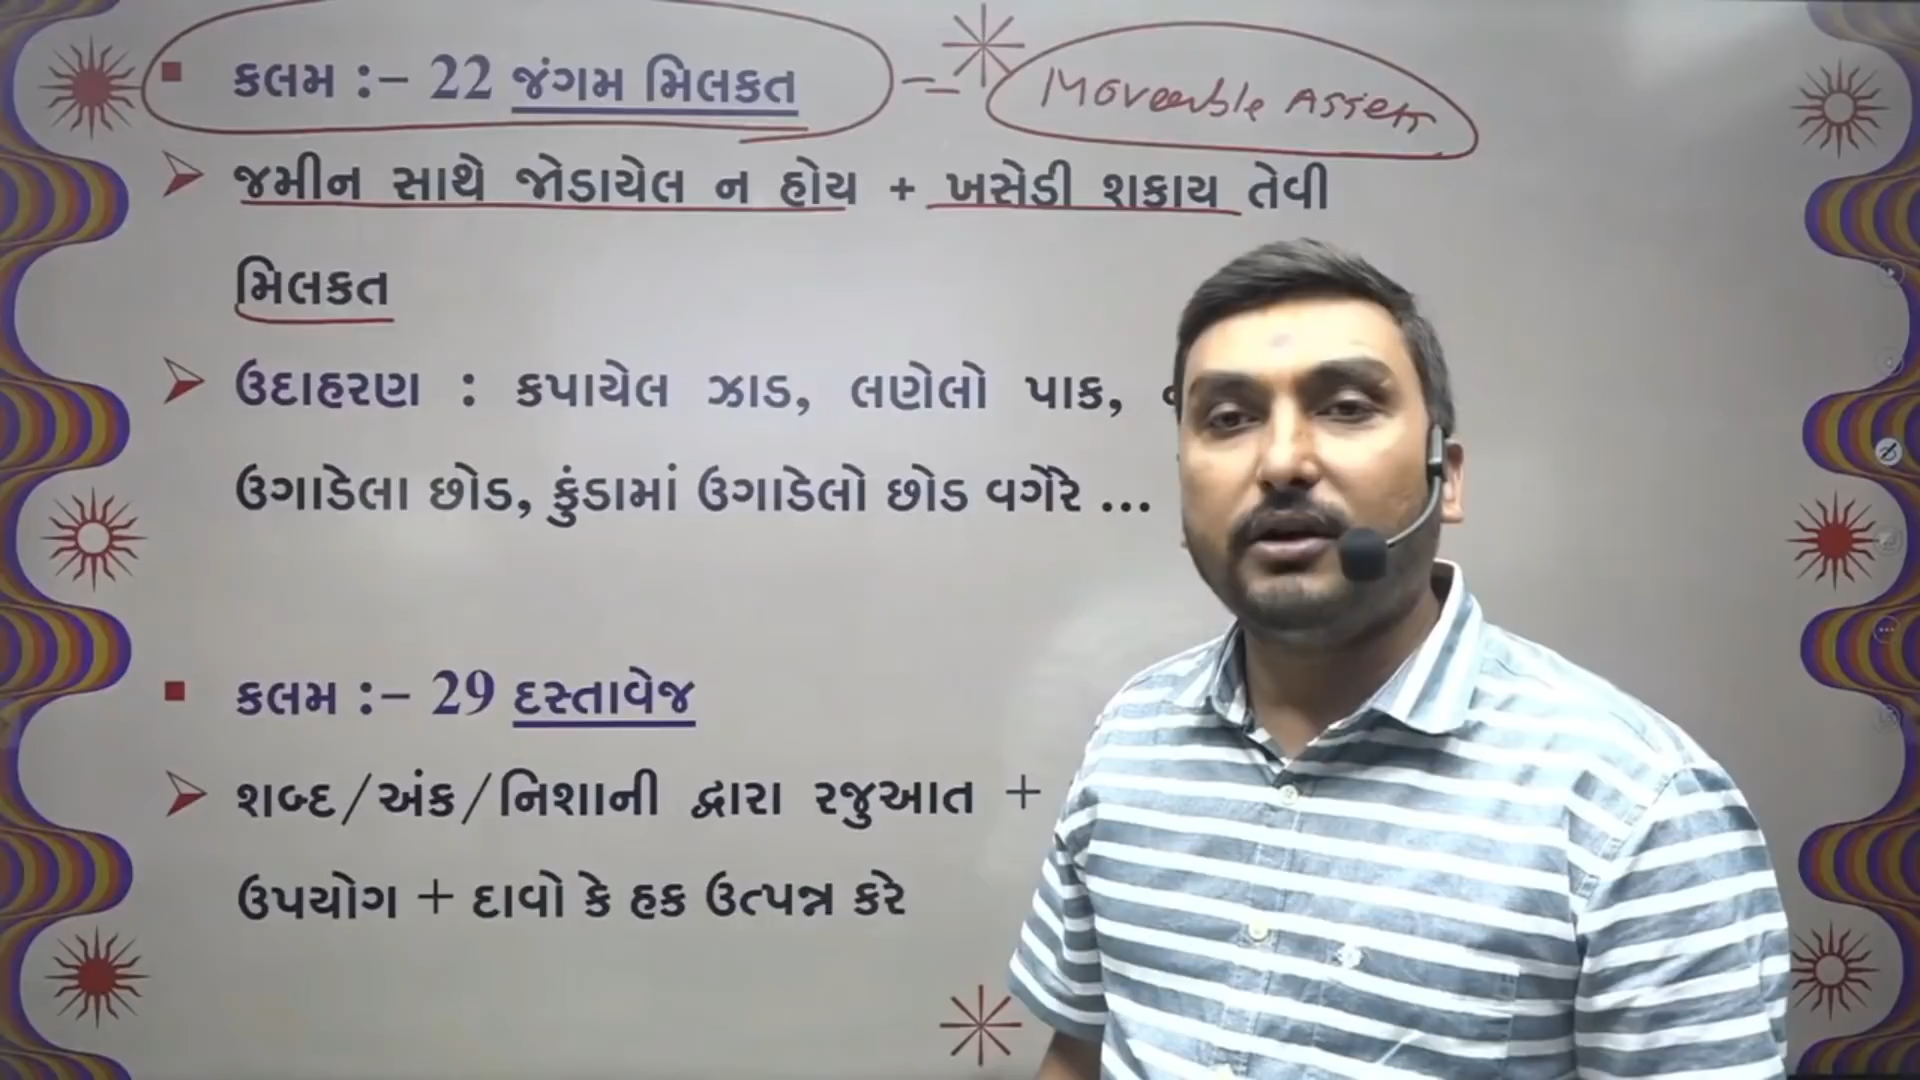 કલમ :– 22 જંગમ મિલકત = Moveable Assets
જમીન સાથે જોડાયેલ ન હોય + ખસેડી શકાય તેવી
મિલકત
ઉદાહરણ : કપાયેલ ઝાડ, લણેલો પાક,
ઉગાડેલા છોડ, કુંડામાં ઉગાડેલો છોડ વગેરે ...
કલમ :– 29 દસ્તાવેજ
શબ્દ/અંક/નિશાની દ્વારા રજુઆત +
ઉપયોગ + દાવો કે હક ઉત્પન્ન કરે